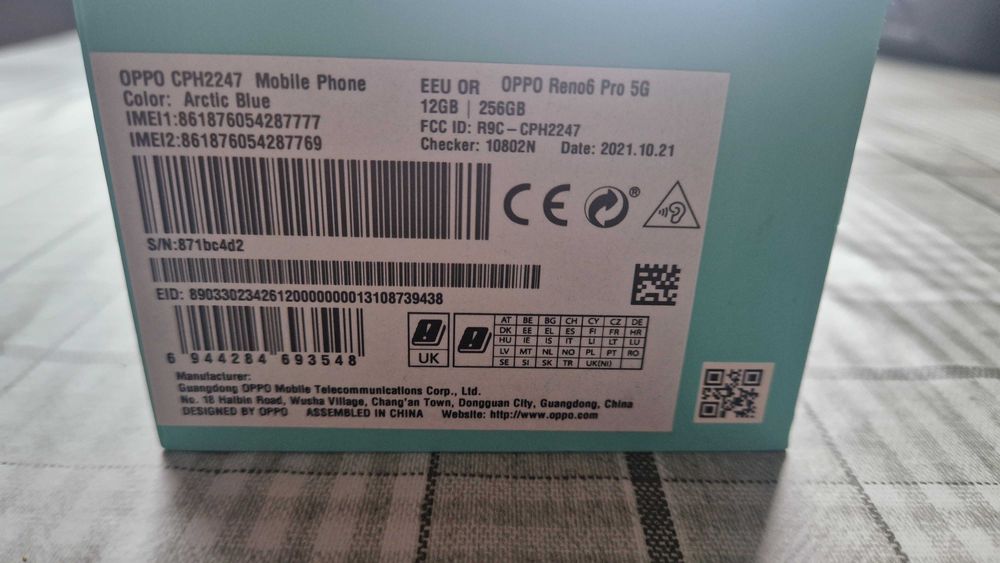 OPPO CPH2247 Mobile Phone
Color: Arctic Blue
IMEI1:861876054287777
IMEI2:861876054287769
EEU OR OPPO Reno6 Pro 5G
12GB | 256GB
FCC ID: R9C-CPH2247
Checker: 10802N Date: 2021.10.21
CE ®
S/N:871bc4d2
EID: 89033023426120000000013108739438
6 944284 693548
UK
AT BE BG CH CY CZ DE
DK EE EL ES FI FR HR
HU IE IS IT LI LT LU
LV MT NL NO PL PT RO
SE SI SK TR UK(NI)
Manufacturer:
Guangdong OPPO Mobile Telecommunications Corp., Ltd.
No. 18 Haibin Road, Wusha Village, Chang'an Town, Dongguan City, Guangdong, China
DESIGNED BY OPPO ASSEMBLED IN CHINA Website: http://www.oppo.com